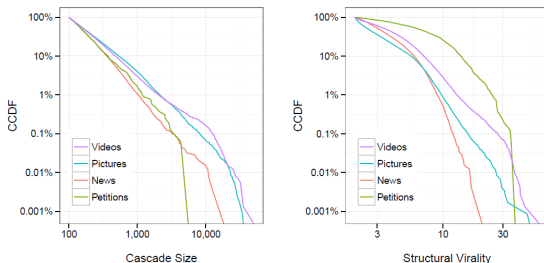 100%
10%
1%
0.1%
0.01%
0.001%
CCDF
Videos
Pictures
News
Petitions
100
1,000
10,000
Cascade Size
100%
10%
1%
0.1%
0.01%
0.001%
CCDF
Videos
Pictures
News
Petitions
3
10
30
Structural Virality